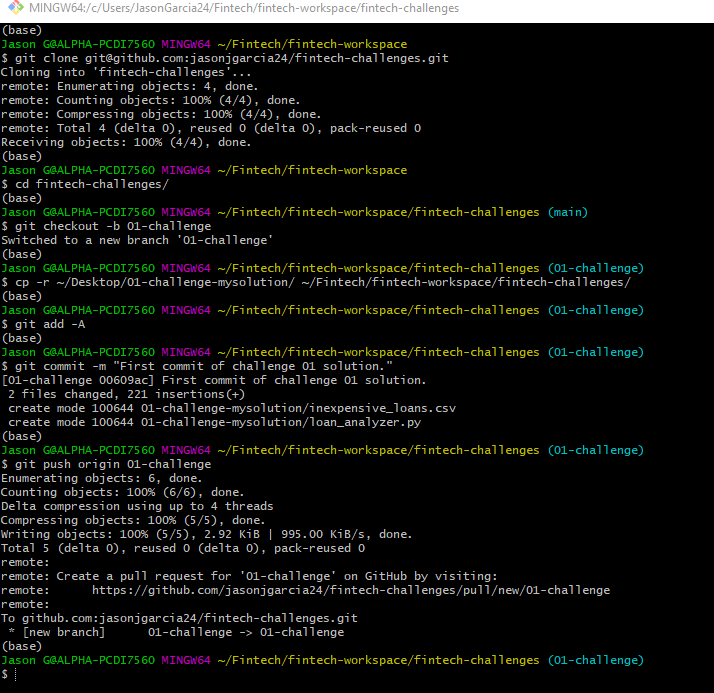 MINGW64:/c/Users/JasonGarcia24/Fintech/fintech-workspace/fintech-challenges
(base)
Jason G@ALPHA-PCDI7560 MINGW64 ~/Fintech/fintech-workspace
$ git clone git@github.com:jasonjgarcia24/fintech-challenges.git
Cloning into 'fintech-challenges'...
remote: Enumerating objects: 4, done.
remote: Counting objects: 100% (4/4), done.
remote: Compressing objects: 100% (4/4), done.
remote: Total 4 (delta 0), reused 0 (delta 0), pack-reused 0
Receiving objects: 100% (4/4), done.
(base)
Jason G@ALPHA-PCDI7560 MINGW64 ~/Fintech/fintech-workspace
$ cd fintech-challenges/
(base)
Jason G@ALPHA-PCDI7560 MINGW64 ~/Fintech/fintech-workspace/fintech-challenges (main)
$ git checkout -b 01-challenge
Switched to a new branch '01-challenge'
(base)
Jason G@ALPHA-PCDI7560 MINGW64 ~/Fintech/fintech-workspace/fintech-challenges (01-challenge)
$ cp -r ~/Desktop/01-challenge-mysolution/ ~/Fintech/fintech-workspace/fintech-challenges/
(base)
Jason G@ALPHA-PCDI7560 MINGW64 ~/Fintech/fintech-workspace/fintech-challenges (01-challenge)
$ git add -A
(base)
Jason G@ALPHA-PCDI7560 MINGW64 ~/Fintech/fintech-workspace/fintech-challenges (01-challenge)
$ git commit -m "First commit of challenge 01 solution."
[01-challenge 00609ac] First commit of challenge 01 solution.
 2 files changed, 221 insertions(+)
 create mode 100644 01-challenge-mysolution/inexpensive_loans.csv
 create mode 100644 01-challenge-mysolution/loan_analyzer.py
(base)
Jason G@ALPHA-PCDI7560 MINGW64 ~/Fintech/fintech-workspace/fintech-challenges (01-challenge)
$ git push origin 01-challenge
Enumerating objects: 6, done.
Counting objects: 100% (6/6), done.
Delta compression using up to 4 threads
Compressing objects: 100% (5/5), done.
Writing objects: 100% (5/5), 2.92 KiB | 995.00 KiB/s, done.
Total 5 (delta 0), reused 0 (delta 0), pack-reused 0
remote:
remote: Create a pull request for '01-challenge' on GitHub by visiting:
remote:      https://github.com/jasonjgarcia24/fintech-challenges/pull/new/01-challenge
remote:
To github.com:jasonjgarcia24/fintech-challenges.git
 * [new branch]      01-challenge -> 01-challenge
(base)
Jason G@ALPHA-PCDI7560 MINGW64 ~/Fintech/fintech-workspace/fintech-challenges (01-challenge)
$